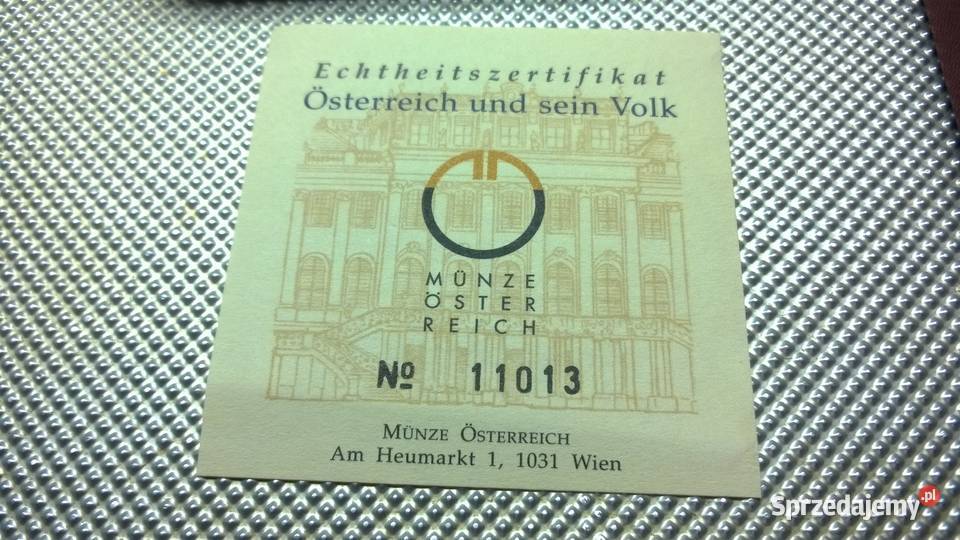 Echtheitszertifikat
Österreich und sein Volk
MÜNZE
ÖSTER
REICH
Nº 11013
MÜNZE ÖSTERREICH
Am Heumarkt 1, 1031 Wien
Sprzedajemy.pl